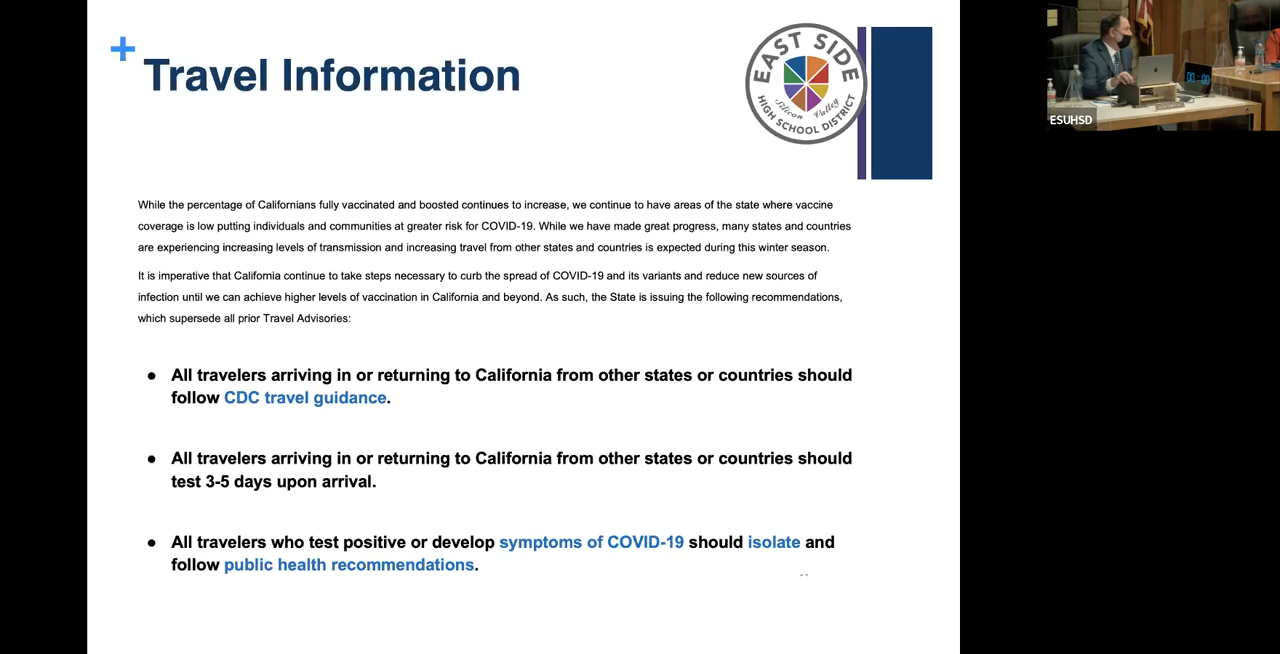 +
Travel Information
EAST SIDE
Silicon Valley
HIGH SCHOOL DISTRICT
While the percentage of Californians fully vaccinated and boosted continues to increase, we continue to have areas of the state where vaccine
coverage is low putting individuals and communities at greater risk for COVID-19. While we have made great progress, many states and countries
are experiencing increasing levels of transmission and increasing travel from other states and countries is expected during this winter season.
It is imperative that California continue to take steps necessary to curb the spread of COVID-19 and its variants and reduce new sources of
infection until we can achieve higher levels of vaccination in California and beyond. As such, the State is issuing the following recommendations,
which supersede all prior Travel Advisories:
● All travelers arriving in or returning to California from other states or countries should
follow CDC travel guidance.
● All travelers arriving in or returning to California from other states or countries should
test 3-5 days upon arrival.
● All travelers who test positive or develop symptoms of COVID-19 should isolate and
follow public health recommendations.
ESUHSD